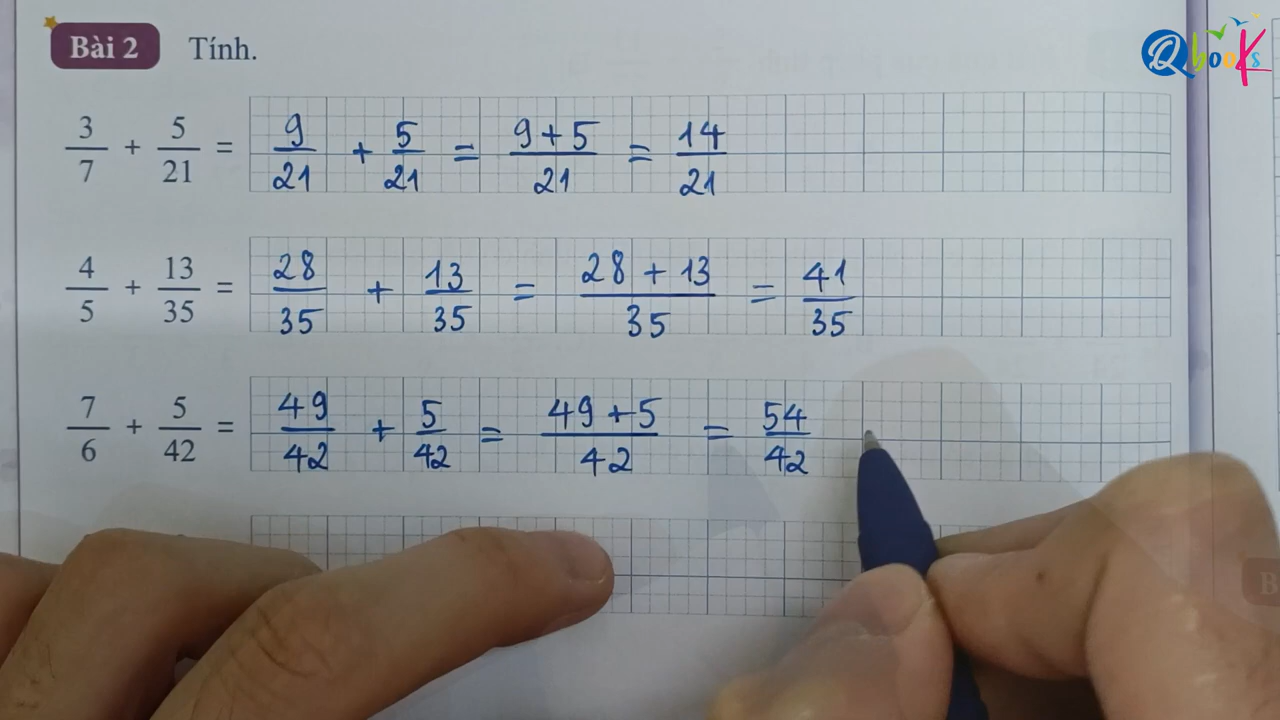 Qbooks
Bài 2 Tính.
3/7 + 5/21 = 9/21 + 5/21 = 9+5/21 = 14/21
4/5 + 13/35 = 28/35 + 13/35 = 28 + 13/35 = 41/35
7/6 + 5/42 = 49/42 + 5/42 = 49+5/42 = 54/42